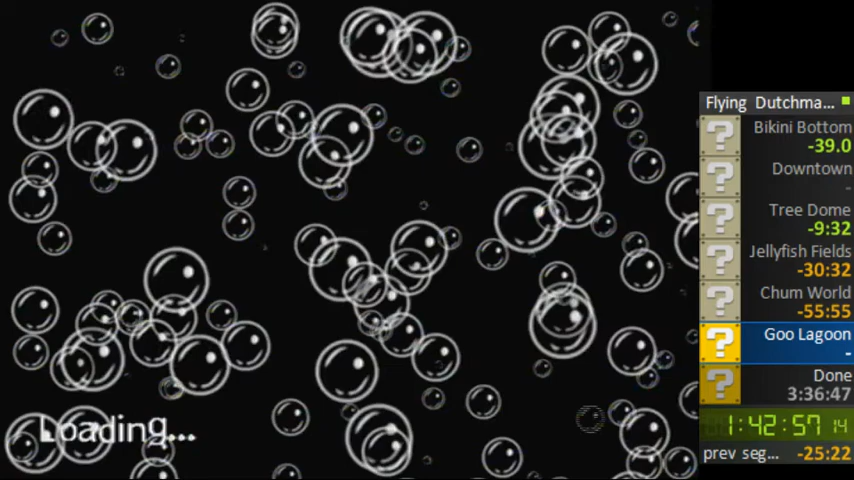 Loading...
Flying Dutchma...
Bikini Bottom
-39.0
Downtown
-
Tree Dome
-9:32
Jellyfish Fields
-30:32
Chum World
-55:55
Goo Lagoon
-
Done
3:36:47
1:42:57 14
prev seg... -25:22